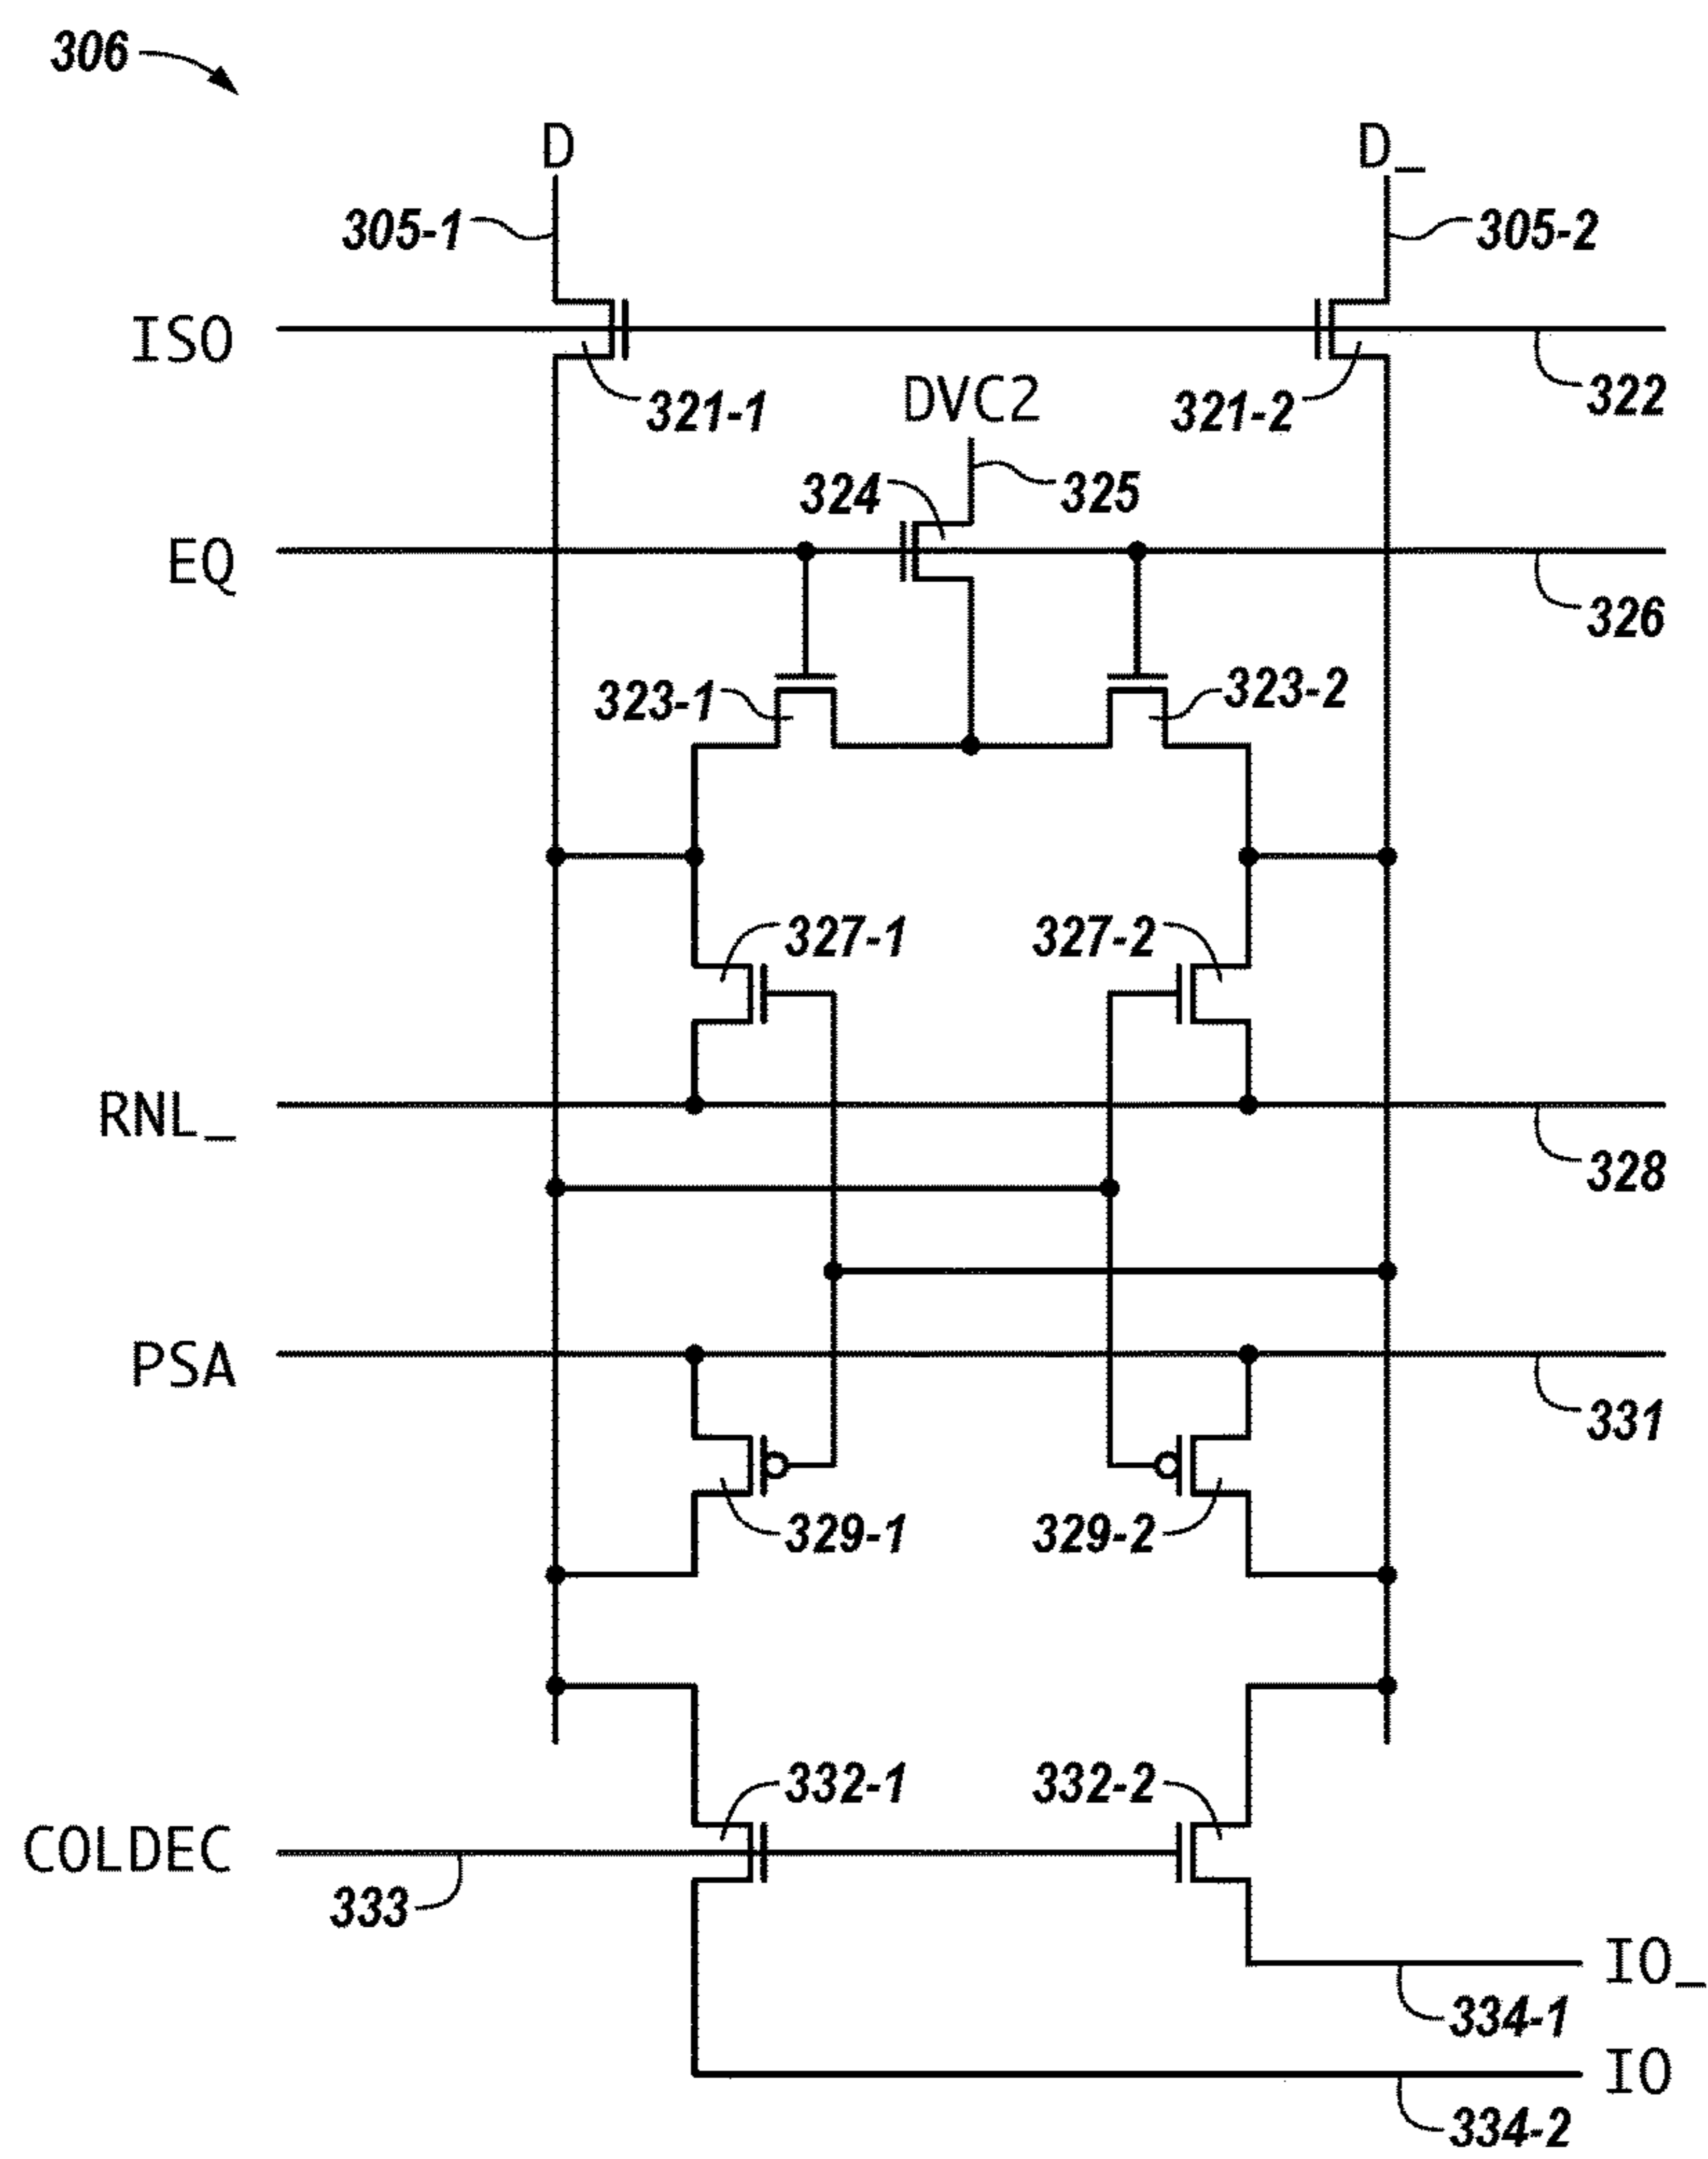 306
D D_
305-1 305-2
ISO
321-1 DVC2 321-2 322
324 325
EQ
326
323-1 323-2
327-1 327-2
RNL_
328
PSA
331
329-1 329-2
332-1 332-2
COLDEC
333
IO_
334-1
IO
334-2